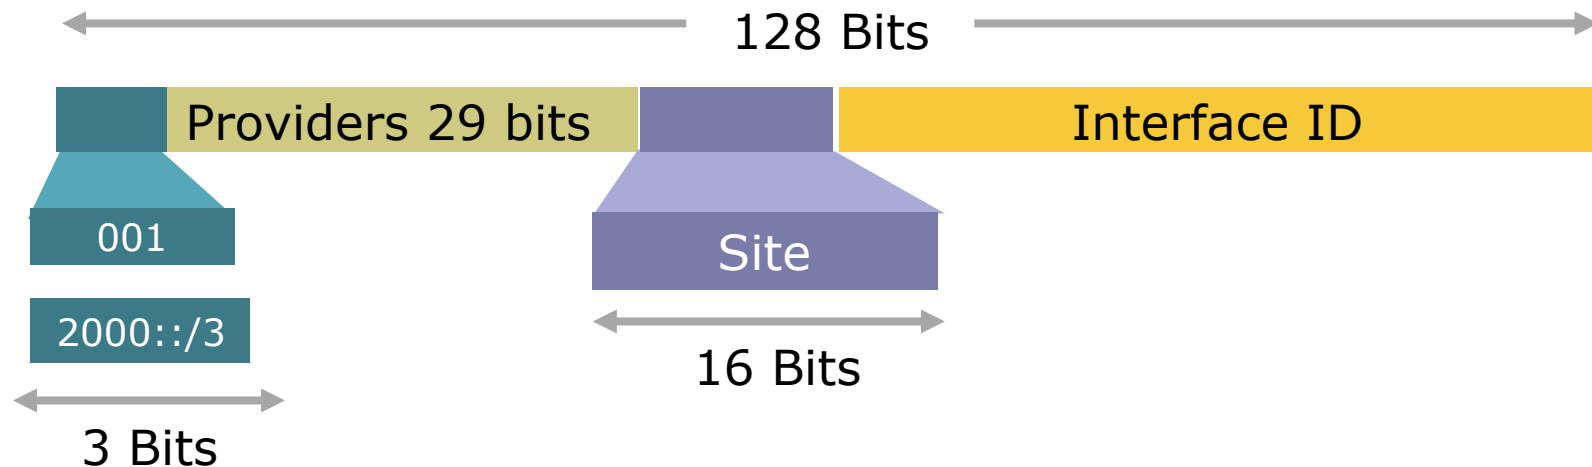 128 Bits
Providers 29 bits
Interface ID
001
Site
2000::/3
16 Bits
3 Bits